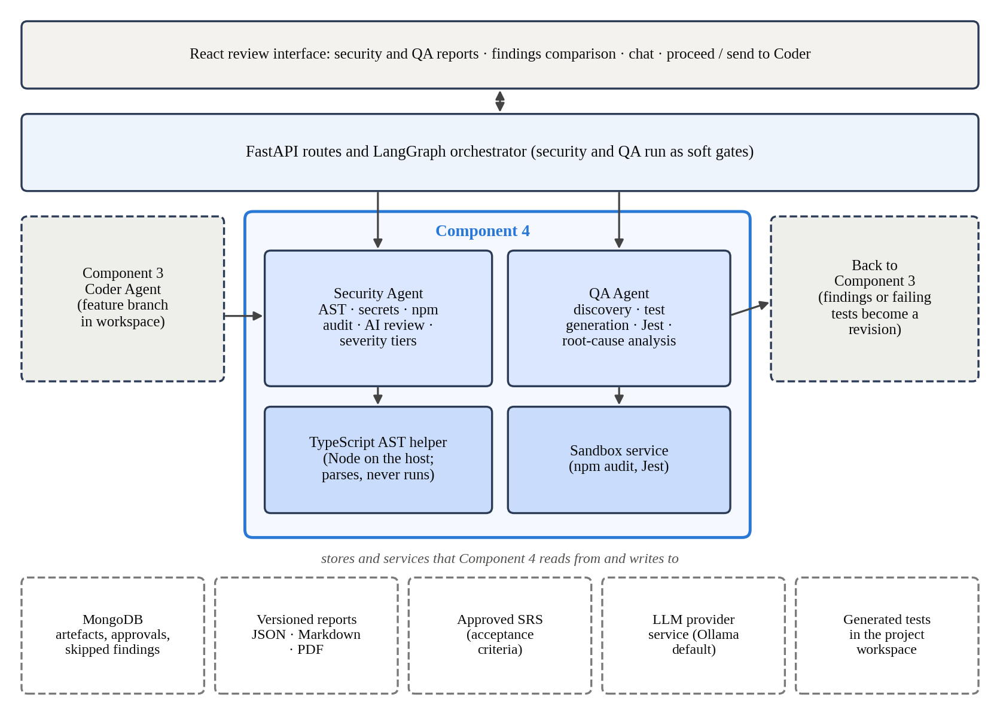 React review interface: security and QA reports · findings comparison · chat · proceed / send to Coder
FastAPI routes and LangGraph orchestrator (security and QA run as soft gates)
Component 4
Component 3
Coder Agent
(feature branch
in workspace)
Security Agent
AST · secrets · npm
audit · AI review ·
severity tiers
QA Agent
discovery · test
generation · Jest ·
root-cause analysis
Back to
Component 3
(findings or failing
tests become a
revision)
TypeScript AST helper
(Node on the host;
parses, never runs)
Sandbox service
(npm audit, Jest)
stores and services that Component 4 reads from and writes to
MongoDB
artefacts, approvals,
skipped findings
Versioned reports
JSON · Markdown
· PDF
Approved SRS
(acceptance
criteria)
LLM provider
service (Ollama
default)
Generated tests
in the project
workspace